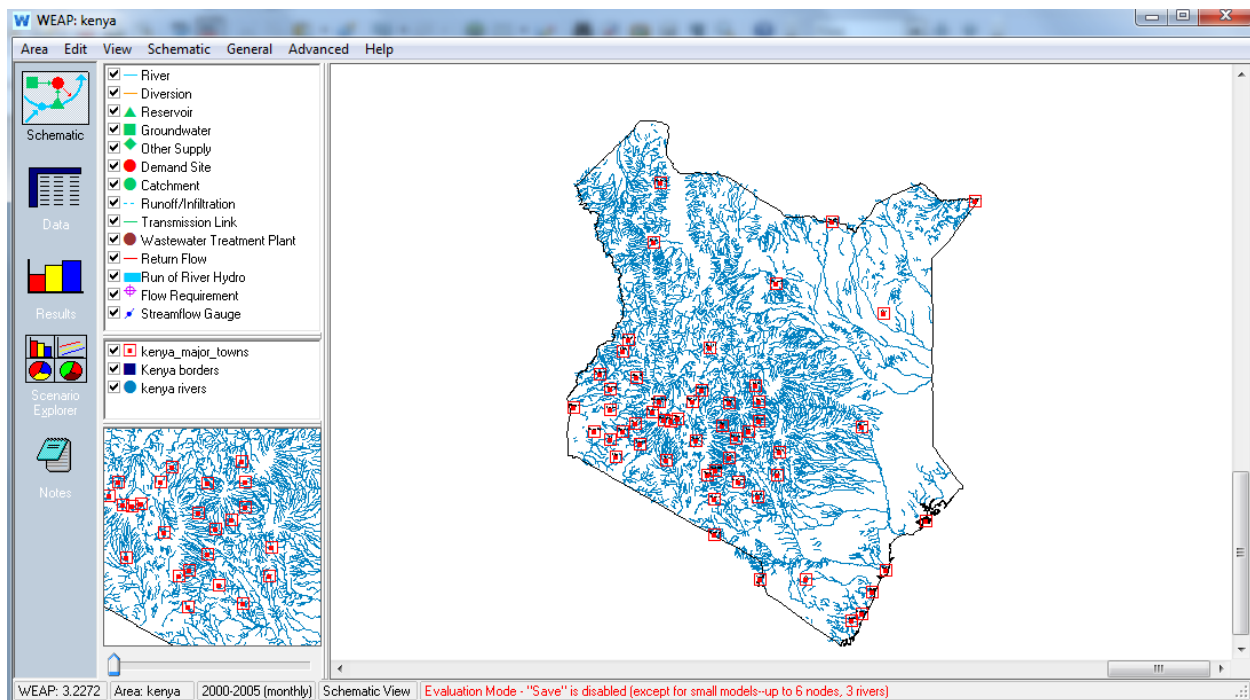 WEAP: kenya
Area Edit View Schematic General Advanced Help
Schematic
Data
Results
Scenario
Explorer
Notes
River
Diversion
Reservoir
Groundwater
Other Supply
Demand Site
Catchment
Runoff/Infiltration
Transmission Link
Wastewater Treatment Plant
Return Flow
Run of River Hydro
Flow Requirement
Streamflow Gauge
kenya_major_towns
Kenya borders
kenya rivers
WEAP: 3.2272 Area: kenya 2000-2005 (monthly) Schematic View Evaluation Mode - "Save" is disabled (except for small models--up to 6 nodes, 3 rivers)